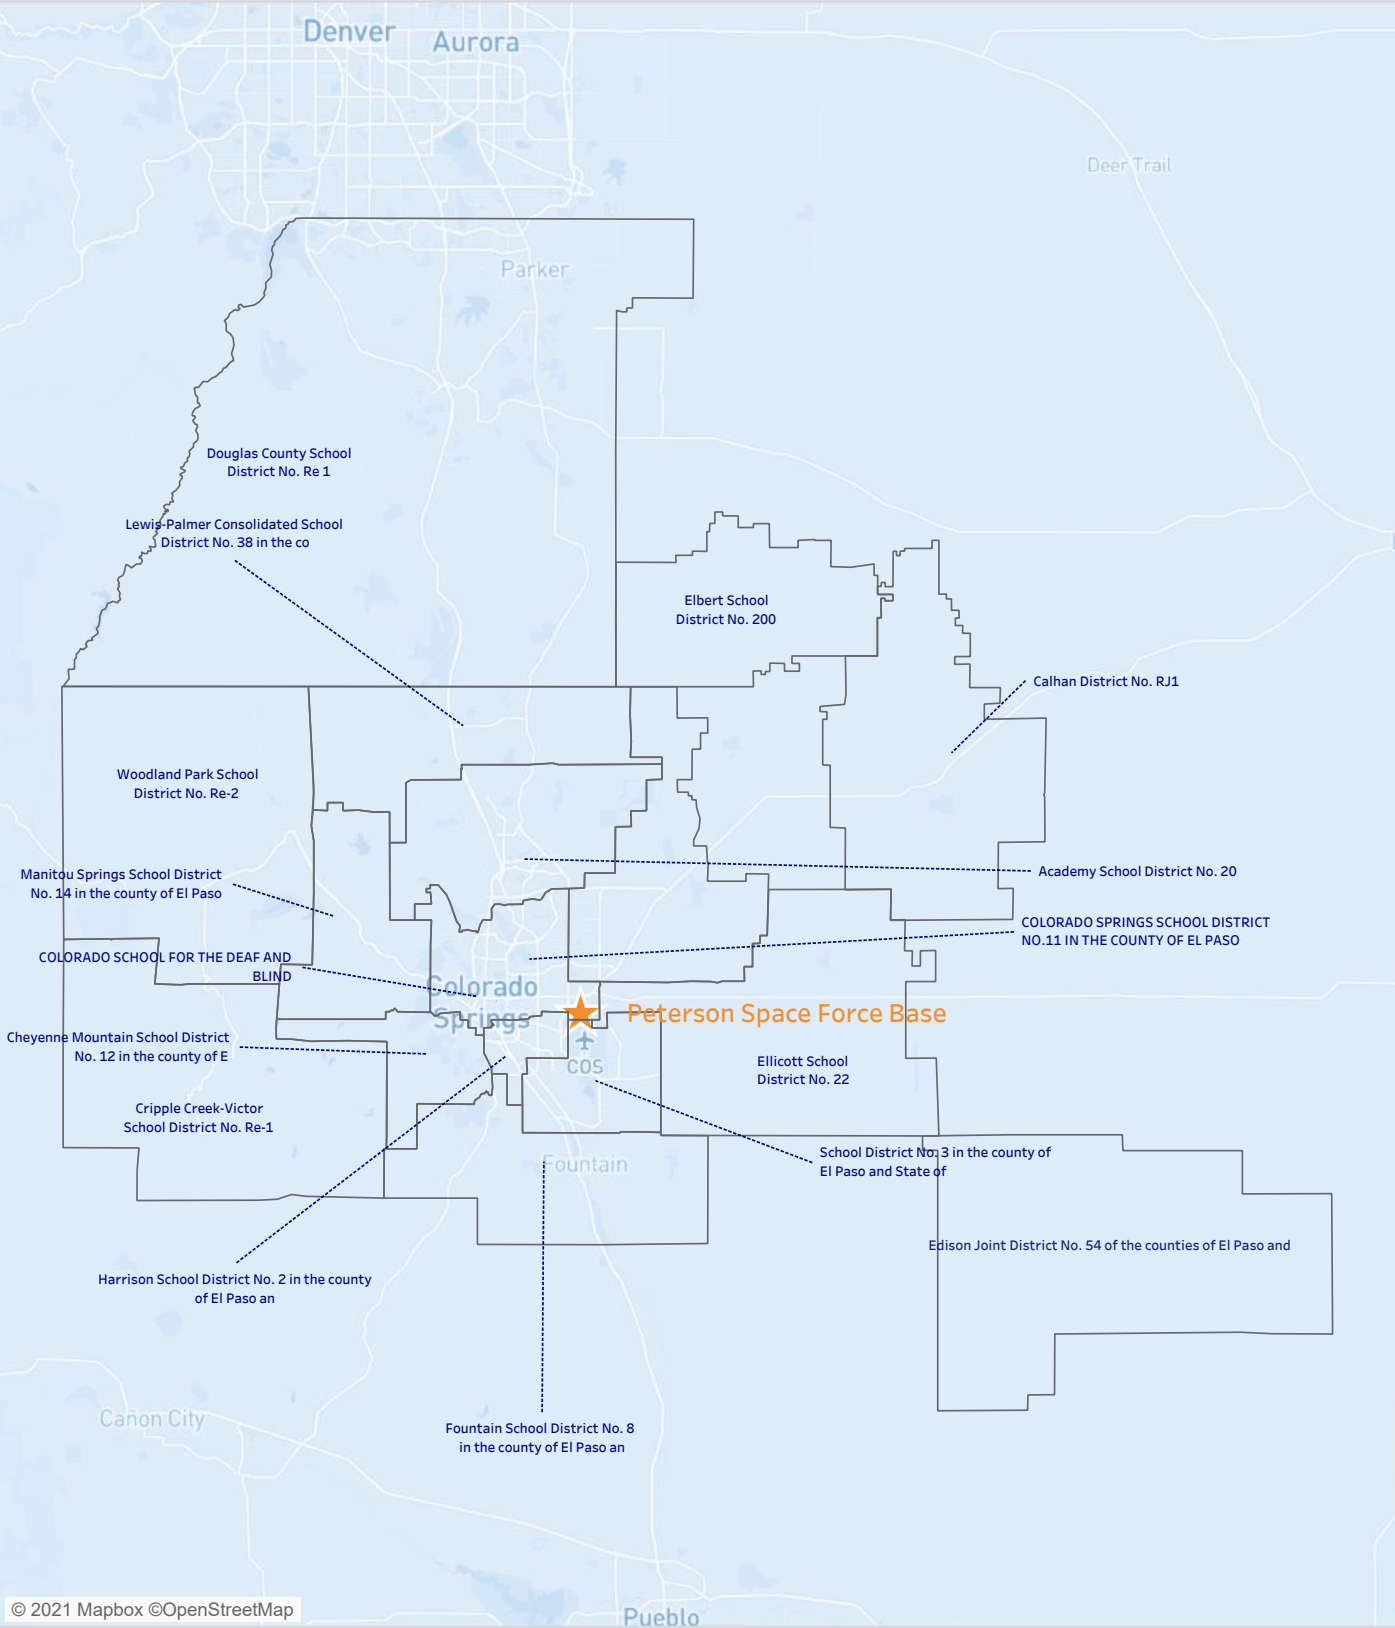 Denver
Aurora
Deer Trail
Parker
Douglas County School
District No. Re 1
Lewis-Palmer Consolidated School
District No. 38 in the co
Elbert School
District No. 200
Calhan District No. RJ1
Woodland Park School
District No. Re-2
Manitou Springs School District
No. 14 in the county of El Paso
Academy School District No. 20
COLORADO SPRINGS SCHOOL DISTRICT
NO.11 IN THE COUNTY OF EL PASO
COLORADO SCHOOL FOR THE DEAF AND
BLIND
Colorado
Springs
Peterson Space Force Base
Cheyenne Mountain School District
No. 12 in the county of E
COS
Ellicott School
District No. 22
Cripple Creek-Victor
School District No. Re-1
School District No. 3 in the county of
El Paso and State of
Fountain
Edison Joint District No. 54 of the counties of El Paso and
Harrison School District No. 2 in the county
of El Paso an
Cañon City
Fountain School District No. 8
in the county of El Paso an
© 2021 Mapbox ©OpenStreetMap
Pueblo